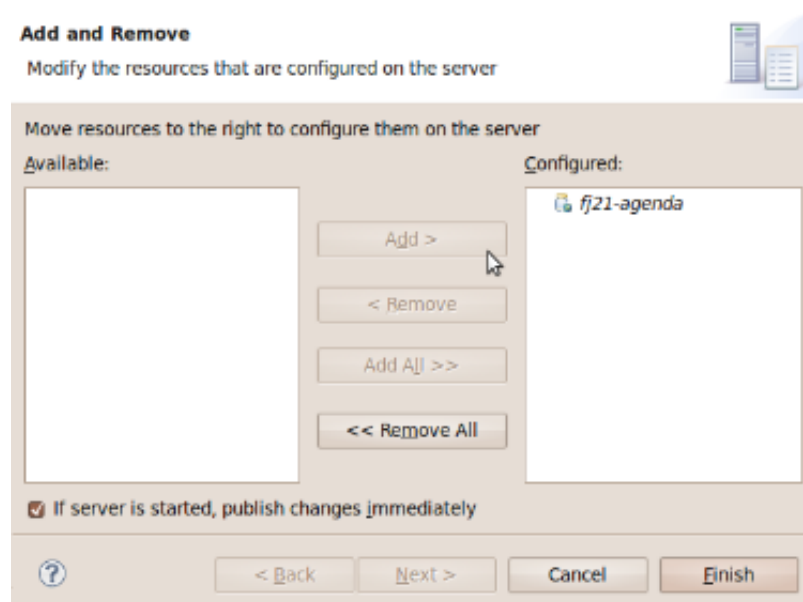 Add and Remove
Modify the resources that are configured on the server
Move resources to the right to configure them on the server
Available:
Configured:
fj21-agenda
Add >
< Remove
Add All >>
<< Remove All
If server is started, publish changes immediately
?
< Back
Next >
Cancel
Finish